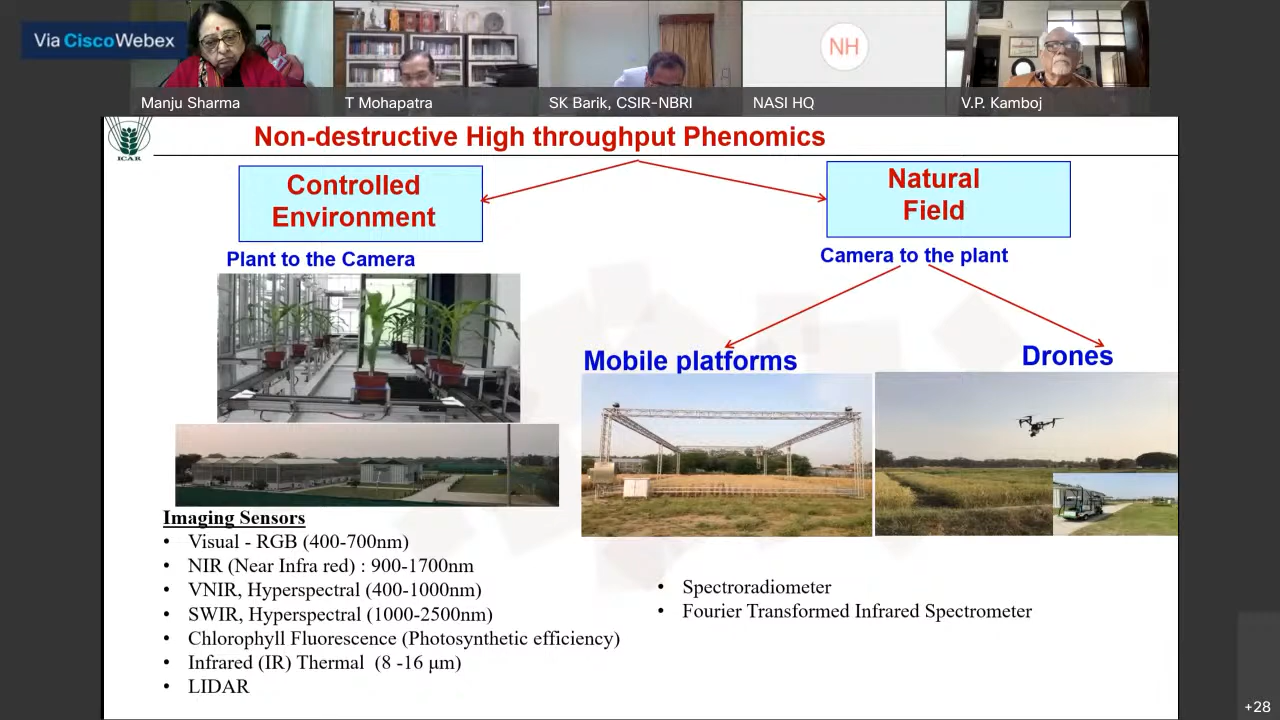 Via Cisco Webex
NH
Manju Sharma
T Mohapatra
SK Barik, CSIR-NBRI
NASI HQ
V.P. Kamboj
ICAR
Non-destructive High throughput Phenomics
Controlled
Environment
Natural
Field
Plant to the Camera
Camera to the plant
Mobile platforms
Drones
Imaging Sensors
• Visual - RGB (400-700nm)
• NIR (Near Infra red) : 900-1700nm
• VNIR, Hyperspectral (400-1000nm)
• SWIR, Hyperspectral (1000-2500nm)
• Chlorophyll Fluorescence (Photosynthetic efficiency)
• Infrared (IR) Thermal (8 -16 μm)
• LIDAR
• Spectroradiometer
• Fourier Transformed Infrared Spectrometer
+28